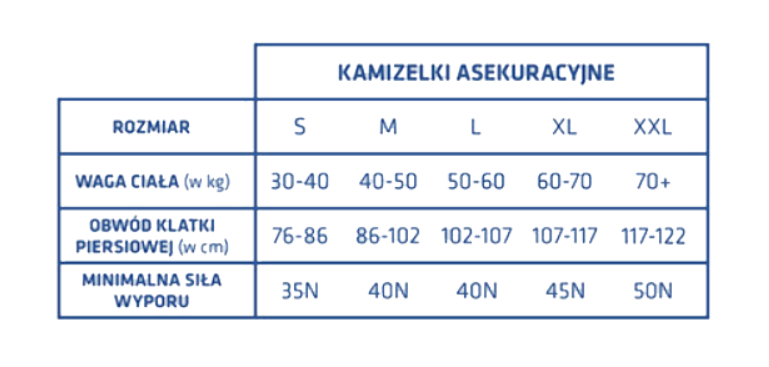 KAMIZELKI ASEKURACYJNE
ROZMIAR S M L XL XXL
WAGA CIAŁA (w kg) 30-40 40-50 50-60 60-70 70+
OBWÓD KLATKI
PIERSIOWEJ (w cm) 76-86 86-102 102-107 107-117 117-122
MINIMALNA SIŁA
WYPORU 35N 40N 40N 45N 50N